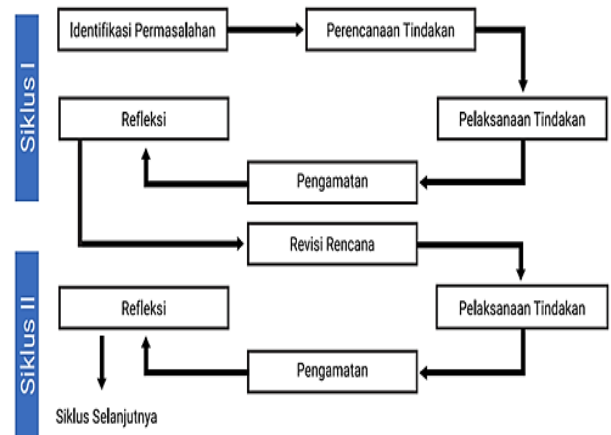 Siklus I
Identifikasi Permasalahan
Perencanaan Tindakan
Pelaksanaan Tindakan
Pengamatan
Refleksi
Siklus II
Revisi Rencana
Pelaksanaan Tindakan
Pengamatan
Refleksi
Siklus Selanjutnya